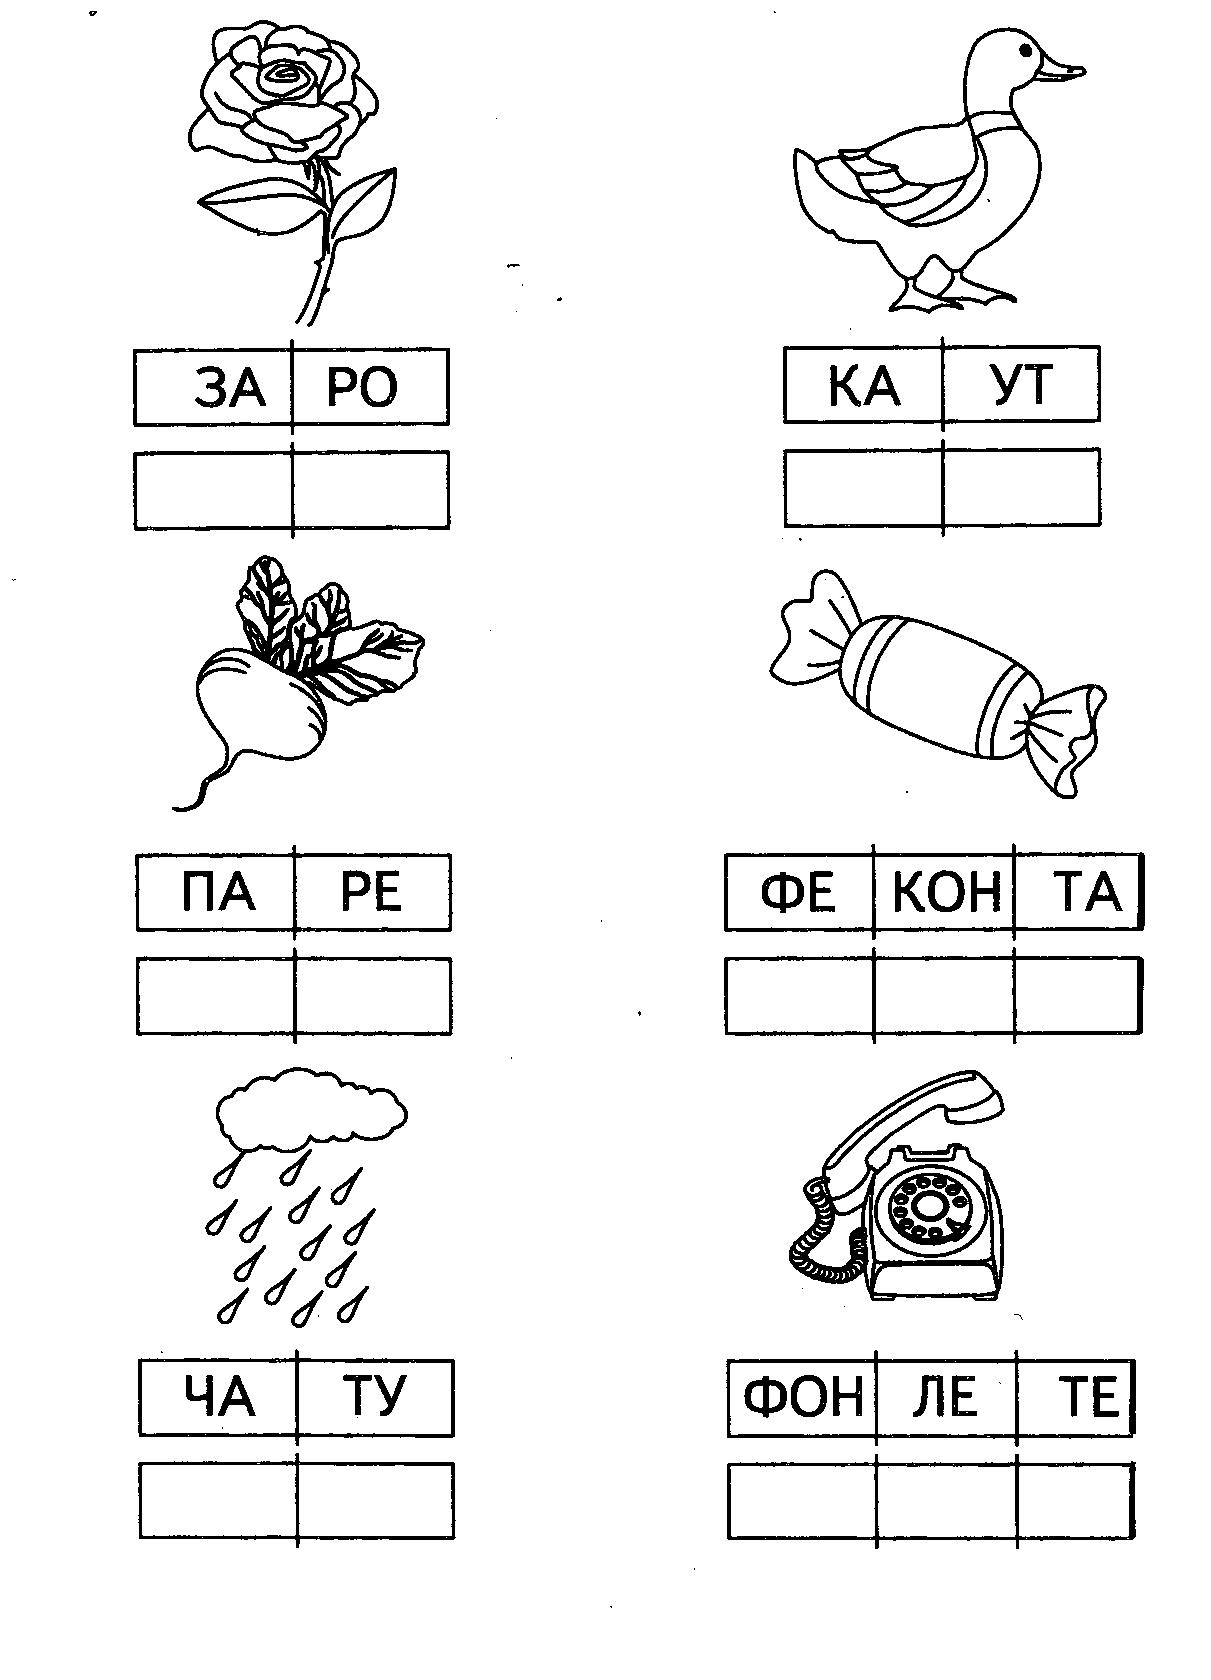 ЗА РО
КА УТ
ПА РЕ
ФЕ КОН ТА
ЧА ТУ
ФОН ЛЕ ТЕ